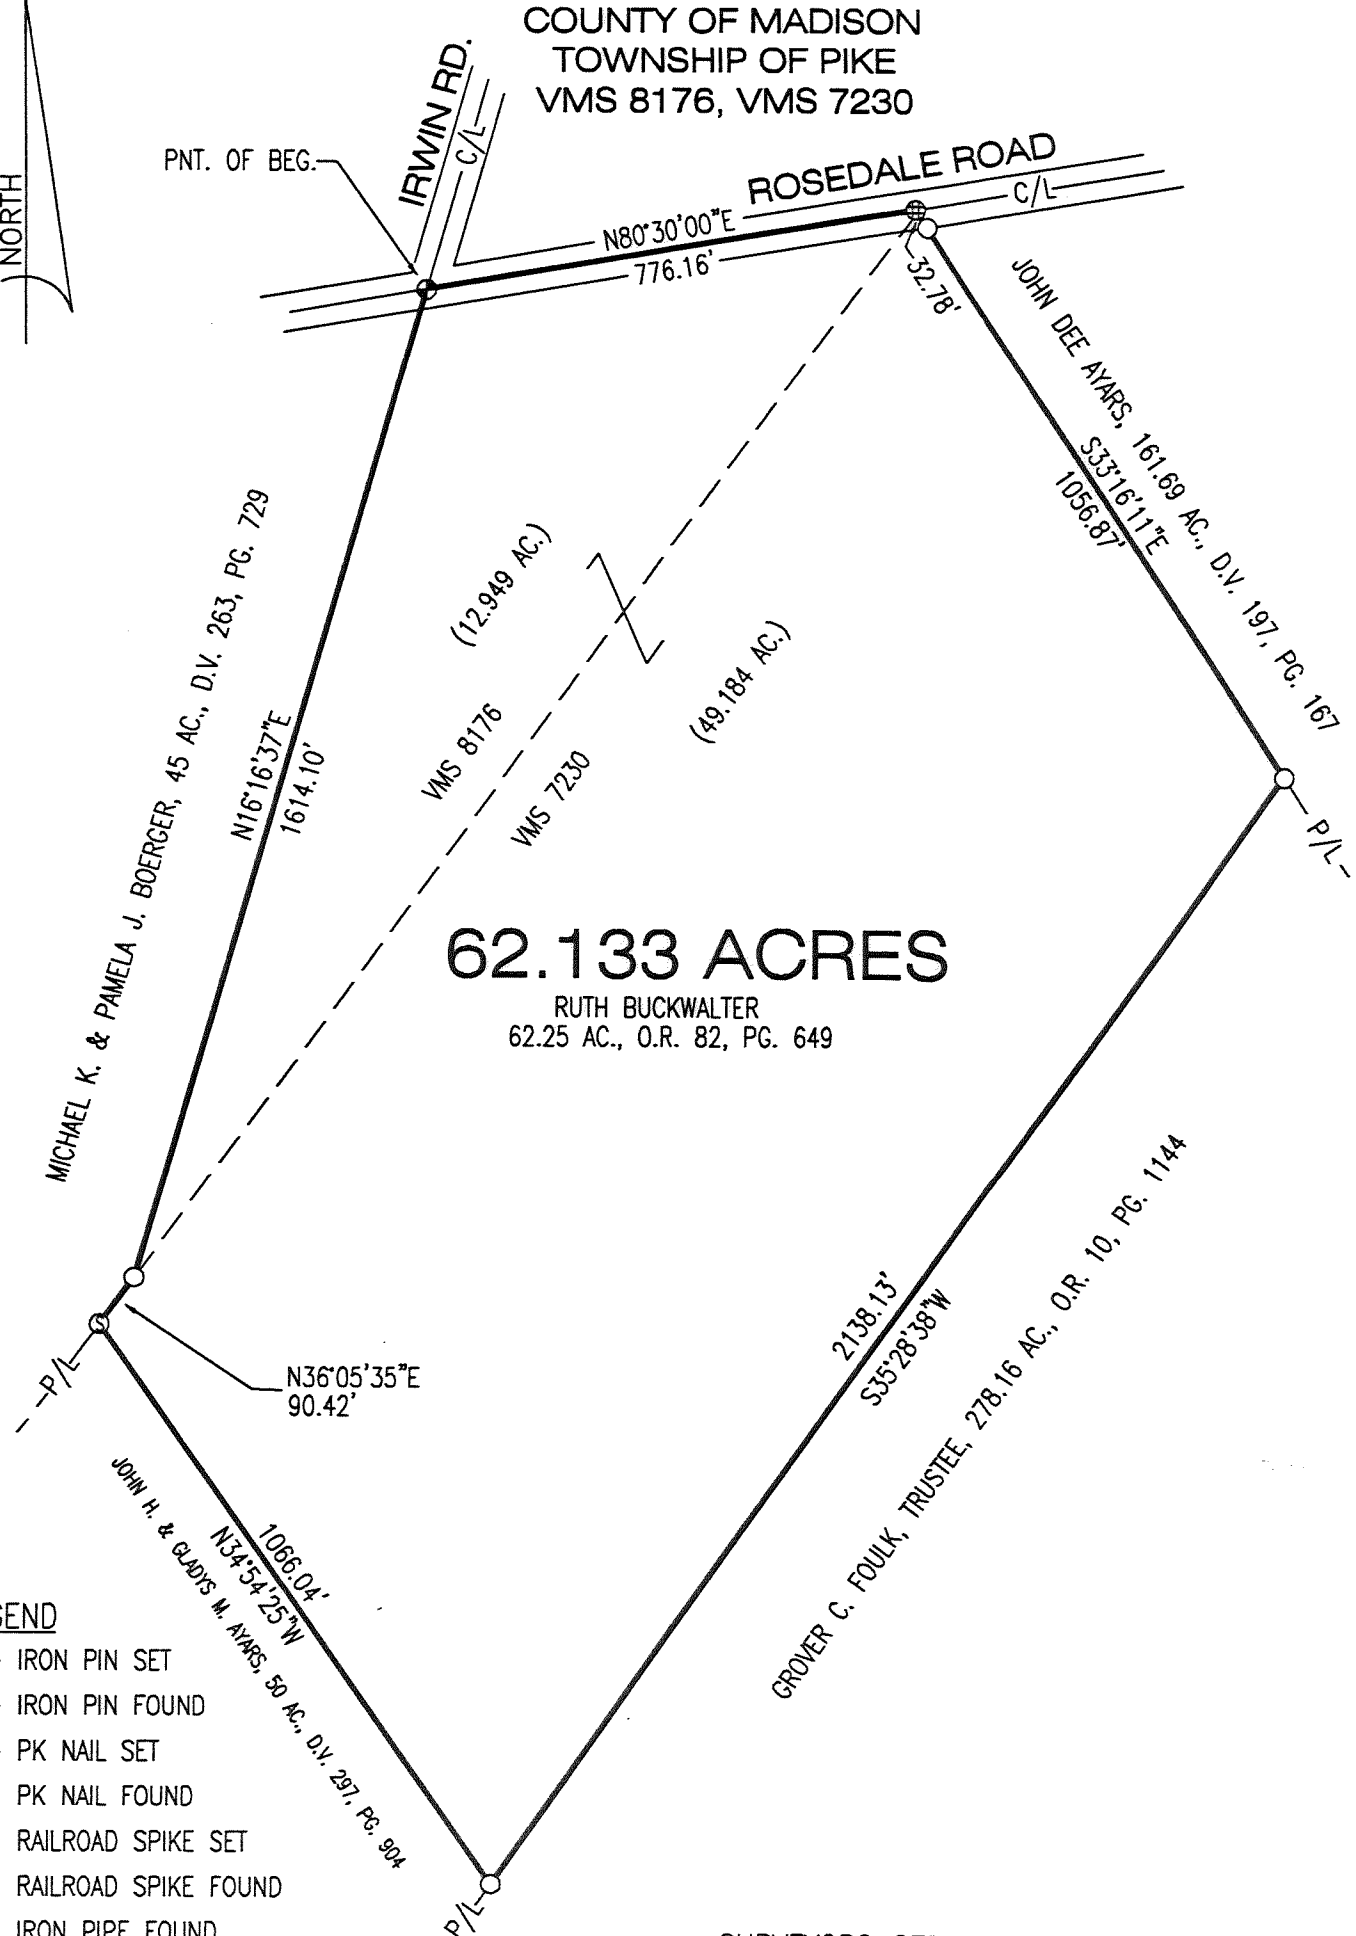 COUNTY OF MADISON
TOWNSHIP OF PIKE
VMS 8176, VMS 7230
NORTH
PNT. OF BEG.
IRWIN RD.
C/L
ROSEDALE ROAD
C/L
N80°30'00"E
776.16'
32.78'
JOHN DEE AYARS, 161.69 AC., D.V. 197, PG. 167
S33°16'11"E
1056.87'
MICHAEL K. & PAMELA J. BOERGER, 45 AC., D.V. 263, PG. 729
N16°16'37"E
1614.10'
(12.949 AC.)
(49.184 AC.)
VMS 8176
VMS 7230
P/L
62.133 ACRES
RUTH BUCKWALTER
62.25 AC., O.R. 82, PG. 649
2138.13'
S35°28'38"W
GROVER C. FOULK, TRUSTEE, 278.16 AC., O.R. 10, PG. 1144
P/L
N36°05'35"E
90.42'
JOHN H. & GLADYS M. AYARS, 50 AC., D.V. 297, PG. 904
1066.04'
N34°54'25"W
S
P/L
GEND
IRON PIN SET
IRON PIN FOUND
PK NAIL SET
PK NAIL FOUND
RAILROAD SPIKE SET
RAILROAD SPIKE FOUND
IRON PIPE FOUND